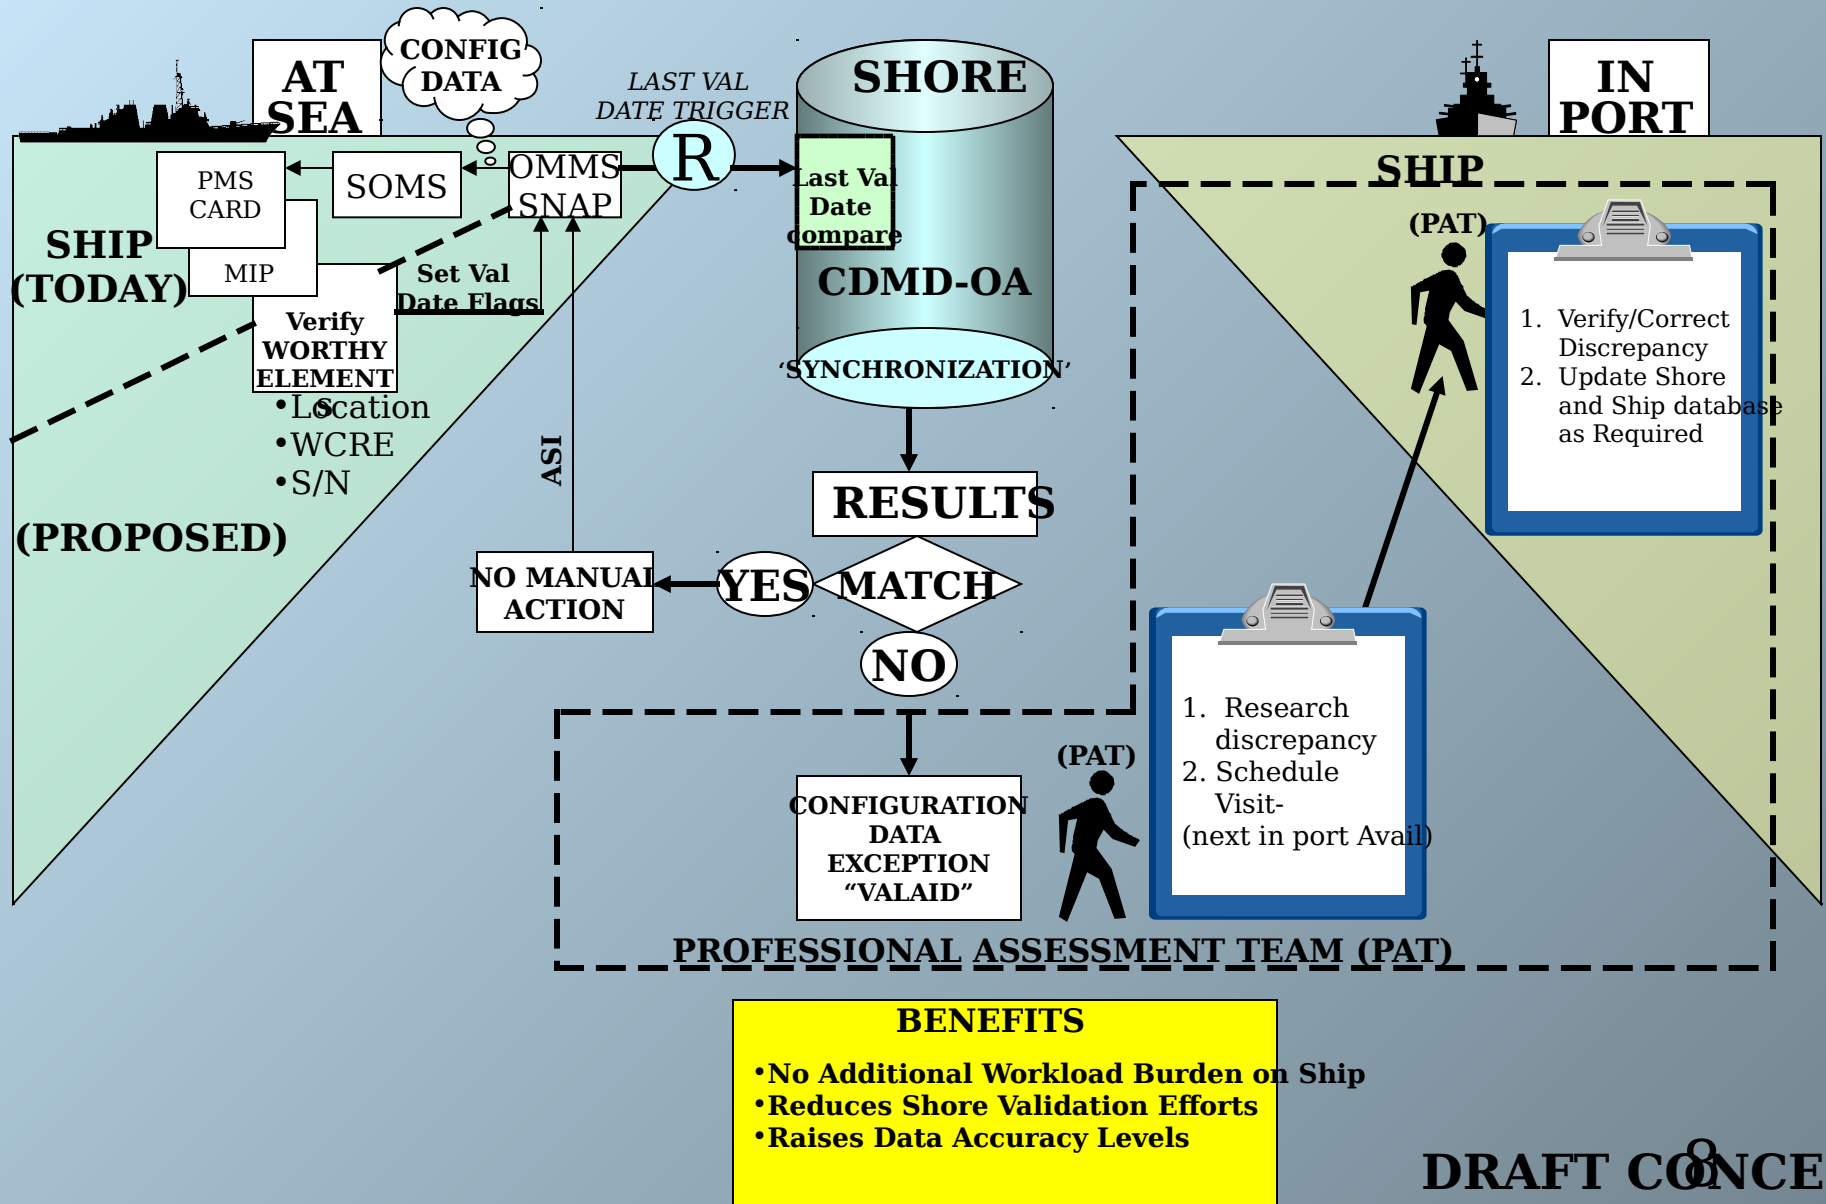 AT
SEA
CONFIG
DATA
LAST VAL
DATE TRIGGER
SHORE
IN
PORT
PMS
CARD
SOMS
OMMS
SNAP
R
Last Val
Date
compare
SHIP
(PAT)
SHIP
(TODAY)
MIP
Set Val
Date Flags
CDMD-OA
Verify
WORTHY
ELEMENT
S
•Location
•WCRE
•S/N
‘SYNCHRONIZATION’
1. Verify/Correct
Discrepancy
2. Update Shore
and Ship database
as Required
ASI
(PROPOSED)
RESULTS
NO MANUAL
ACTION
YES
MATCH
NO
1. Research
discrepancy
2. Schedule
Visit-
(next in port Avail)
(PAT)
CONFIGURATION
DATA
EXCEPTION
“VALAID”
PROFESSIONAL ASSESSMENT TEAM (PAT)
BENEFITS
•No Additional Workload Burden on Ship
•Reduces Shore Validation Efforts
•Raises Data Accuracy Levels
8
DRAFT CONCE